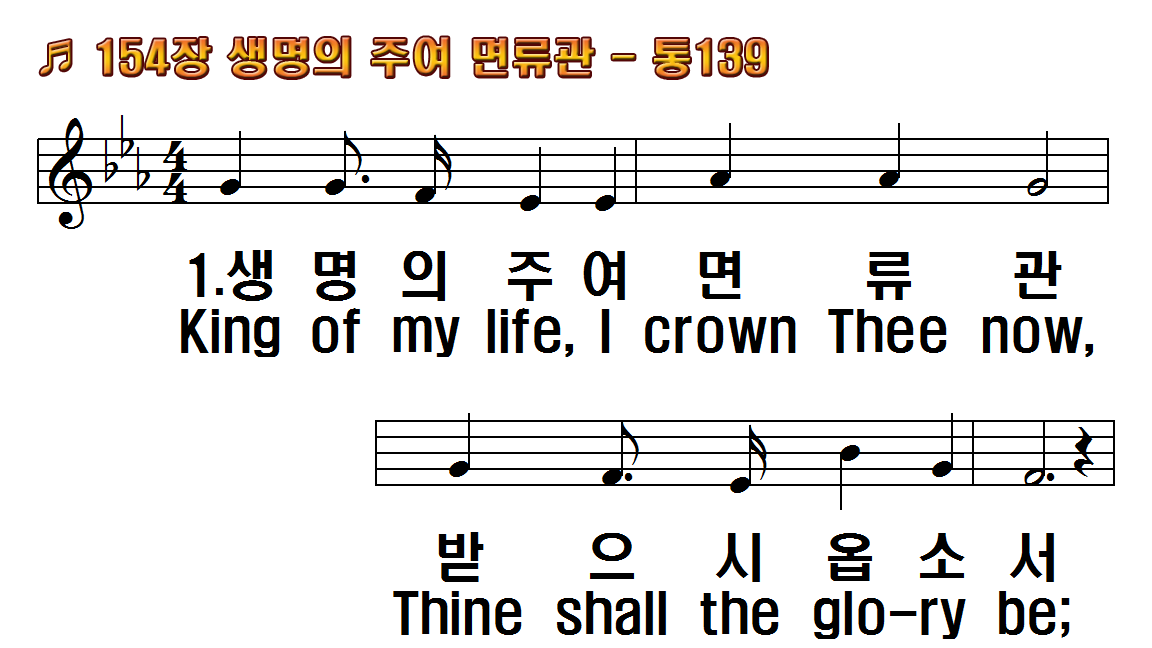 ♬ 154장 생명의 주여 면류관 - 통139
4
4
1.생 명 의 주 여 면 류 관
King of my life, I crown Thee now,
받 으 시 옵 소 서
Thine shall the glo-ry be;